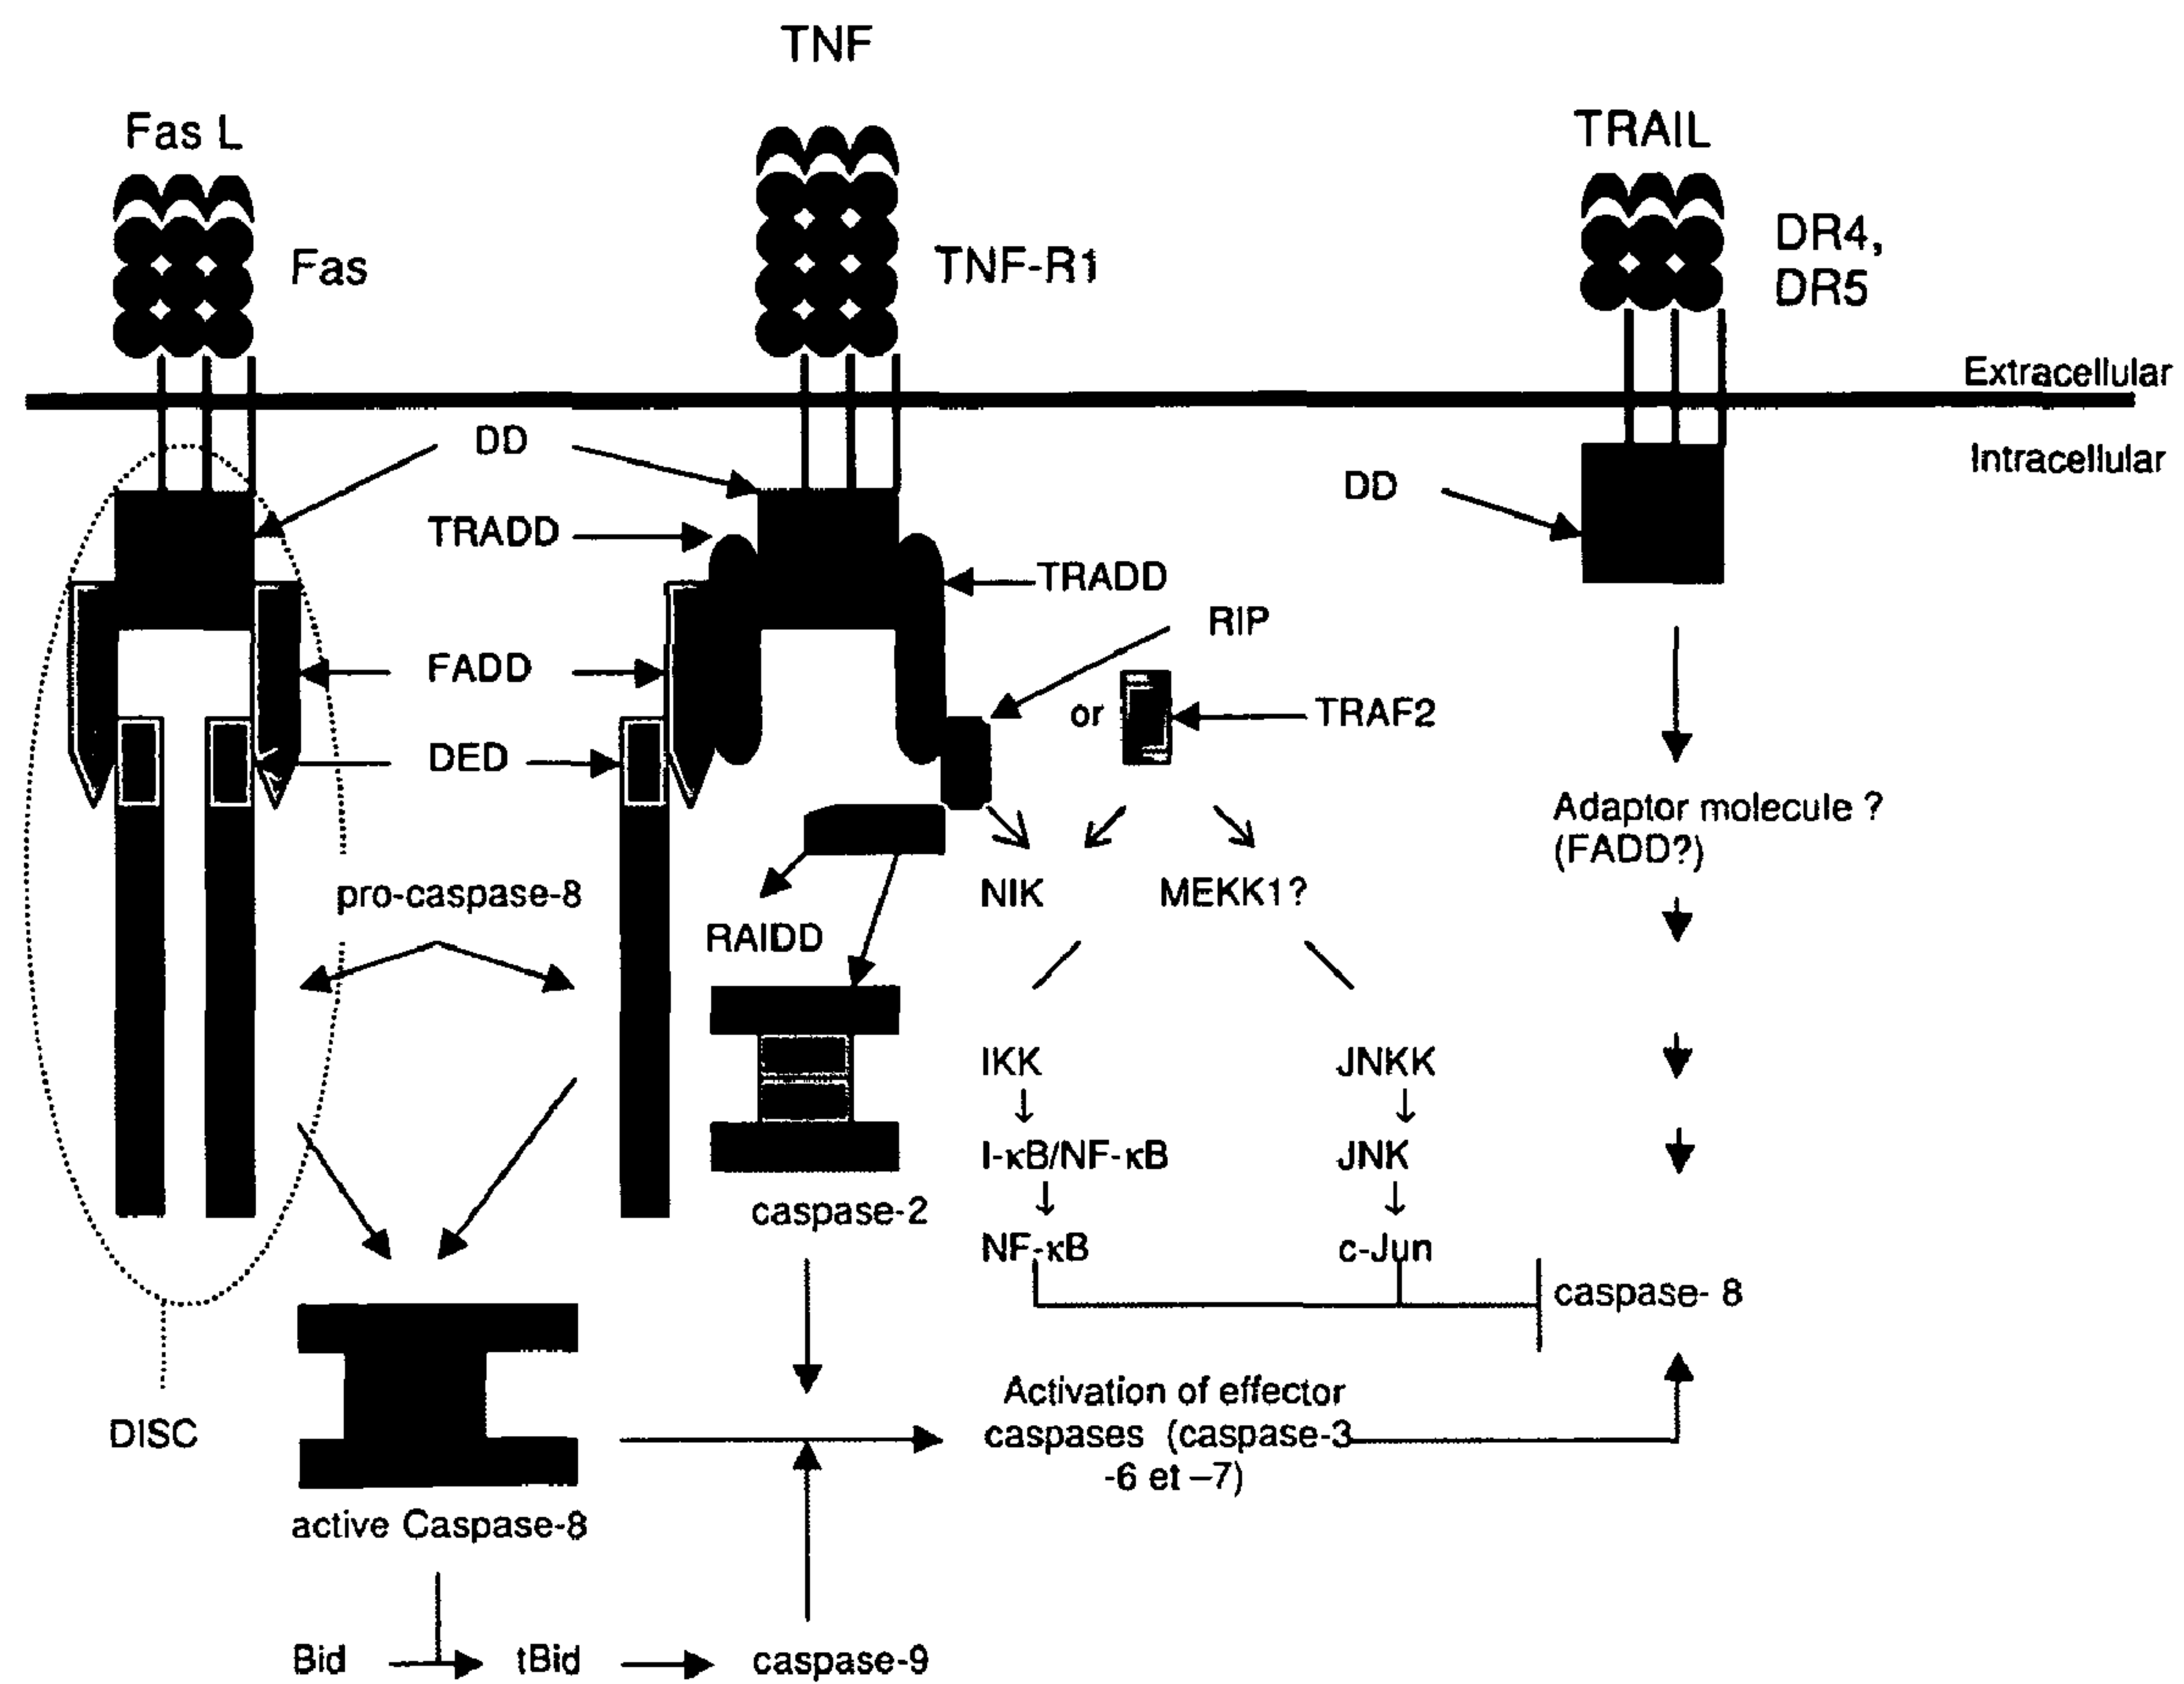 TNF
Fas L
TRAIL
Fas
TNF-R1
DR4,
DR5
Extracellular
Intracellular
DD
DD
TRADD
TRADD
RIP
FADD
or
TRAF2
DED
Adaptor molecule ?
(FADD?)
pro-caspase-8
NIK
MEKK1?
RAIDD
IKK
JNKK
I-κB/NF-κB
JNK
caspase-2
NF-κB
c-Jun
caspase- 8
Activation of effector
caspases (caspase-3
-6 et –7)
DISC
active Caspase-8
Bid
tBid
caspase-9